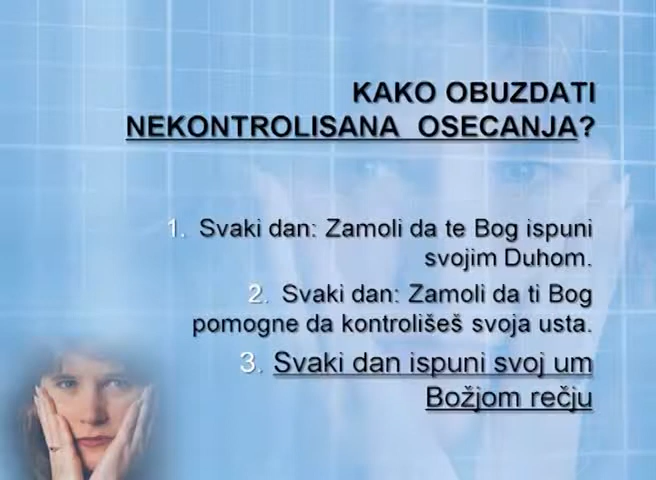 KAKO OBUZDATI
NEKONTROLISANA OSECANJA?
1. Svaki dan: Zamoli da te Bog ispuni
svojim Duhom.
2. Svaki dan: Zamoli da ti Bog
pomogne da kontrolišeš svoja usta.
3. Svaki dan ispuni svoj um
Božjom rečju